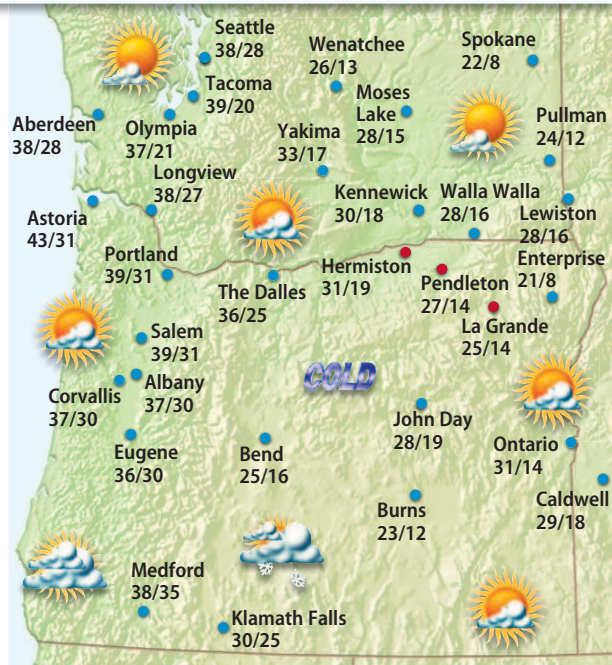 Seattle
38/28
Wenatchee
26/13
Spokane
22/8
Tacoma
39/20
Moses
Lake
28/15
Pullman
24/12
Aberdeen
38/28
Olympia
37/21
Yakima
33/17
Longview
38/27
Kennewick
30/18
Walla Walla
28/16
Lewiston
28/16
Astoria
43/31
Portland
39/31
The Dalles
36/25
Hermiston
31/19
Pendleton
27/14
Enterprise
21/8
La Grande
25/14
Salem
39/31
COLD
Corvallis
37/30
Albany
37/30
John Day
28/19
Eugene
36/30
Bend
25/16
Ontario
31/14
Caldwell
29/18
Burns
23/12
Medford
38/35
Klamath Falls
30/25